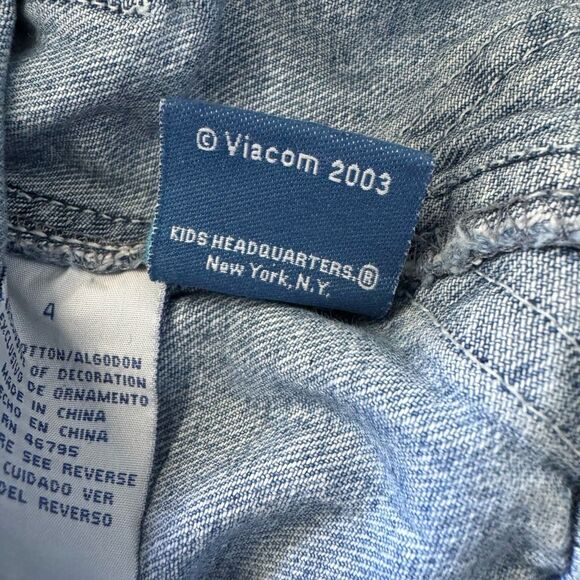 © Viacom 2003
KIDS HEADQUARTERS®
New York, N.Y.
4
COTTON/ALGODON
OF DECORATION
EXCLUSIVO DE ORNAMENTO
MADE IN CHINA
HECHO EN CHINA
RN 46795
SEE REVERSE
CUIDADO VER
DEL REVERSO